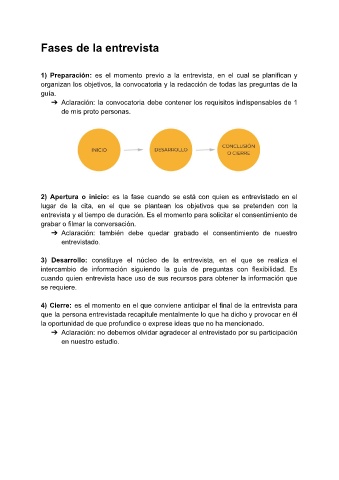 Fases de la entrevista
1) Preparación: es el momento previo a la entrevista, en el cual se planifican y
organizan los objetivos, la convocatoria y la redacción de todas las preguntas de la
guía.
➔ Aclaración: la convocatoria debe contener los requisitos indispensables de 1
de mis proto personas.
INICIO
DESARROLLO
CONCLUSIÓN
O CIERRE
2) Apertura o inicio: es la fase cuando se está con quien es entrevistado en el
lugar de la cita, en el que se plantean los objetivos que se pretenden con la
entrevista y el tiempo de duración. Es el momento para solicitar el consentimiento de
grabar o filmar la conversación.
➔ Aclaración: también debe quedar grabado el consentimiento de nuestro
entrevistado.
3) Desarrollo: constituye el núcleo de la entrevista, en el que se realiza el
intercambio de información siguiendo la guía de preguntas con flexibilidad. Es
cuando quien entrevista hace uso de sus recursos para obtener la información que
se requiere.
4) Cierre: es el momento en el que conviene anticipar el final de la entrevista para
que la persona entrevistada recapitule mentalmente lo que ha dicho y provocar en él
la oportunidad de que profundice o exprese ideas que no ha mencionado.
➔ Aclaración: no debemos olvidar agradecer al entrevistado por su participación
en nuestro estudio.